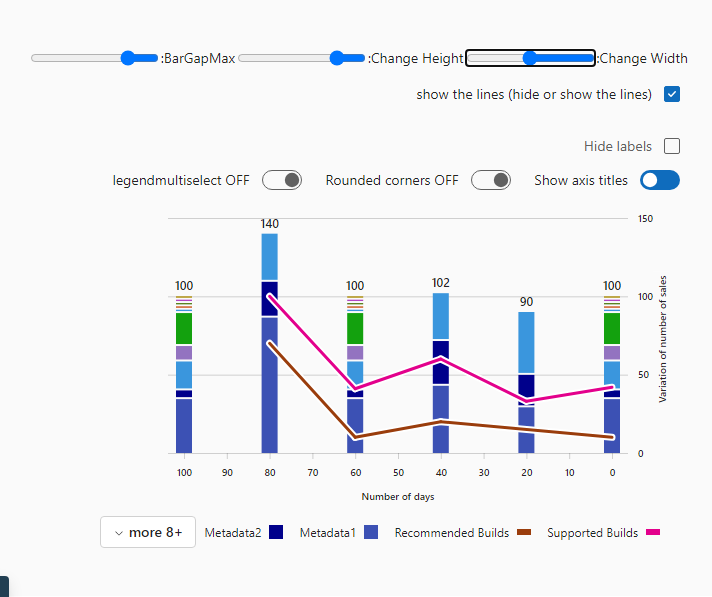 :BarGapMax :Change Height :Change Width
show the lines (hide or show the lines)
Hide labels
legendmultiselect OFF Rounded corners OFF Show axis titles
150
140
100 100 102 90 100
100
50
0
Variation of number of sales
100 90 80 70 60 50 40 30 20 10 0
Number of days
more 8+ Metadata2 Metadata1 Recommended Builds Supported Builds